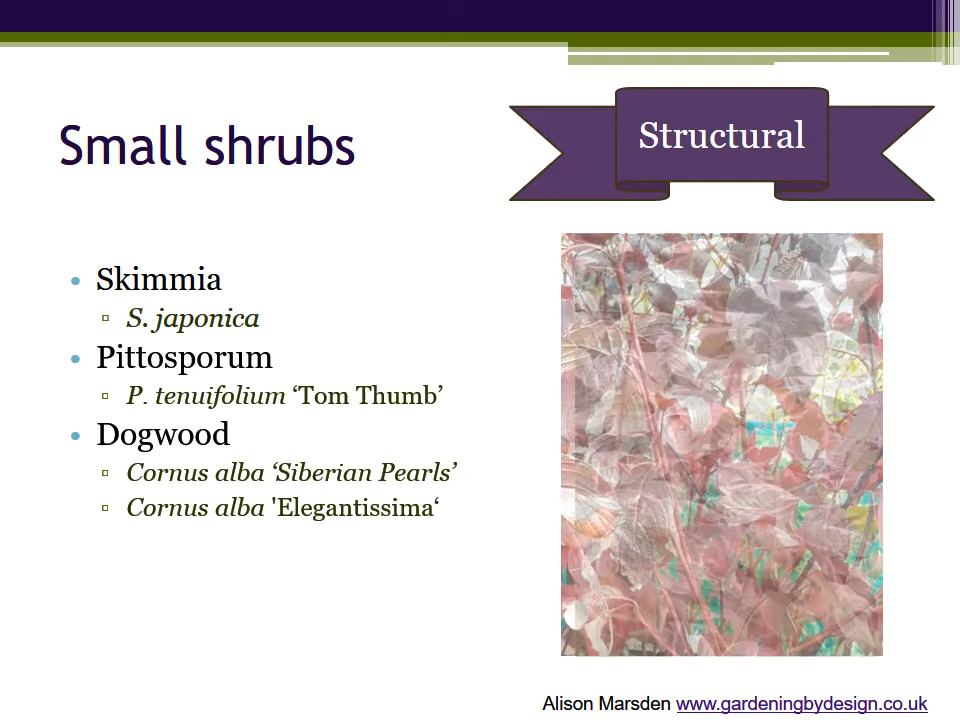 Structural
Small shrubs
• Skimmia
▫ S. japonica
• Pittosporum
▫ P. tenuifolium ‘Tom Thumb’
• Dogwood
▫ Cornus alba ‘Siberian Pearls’
▫ Cornus alba 'Elegantissima‘
Alison Marsden www.gardeningbydesign.co.uk